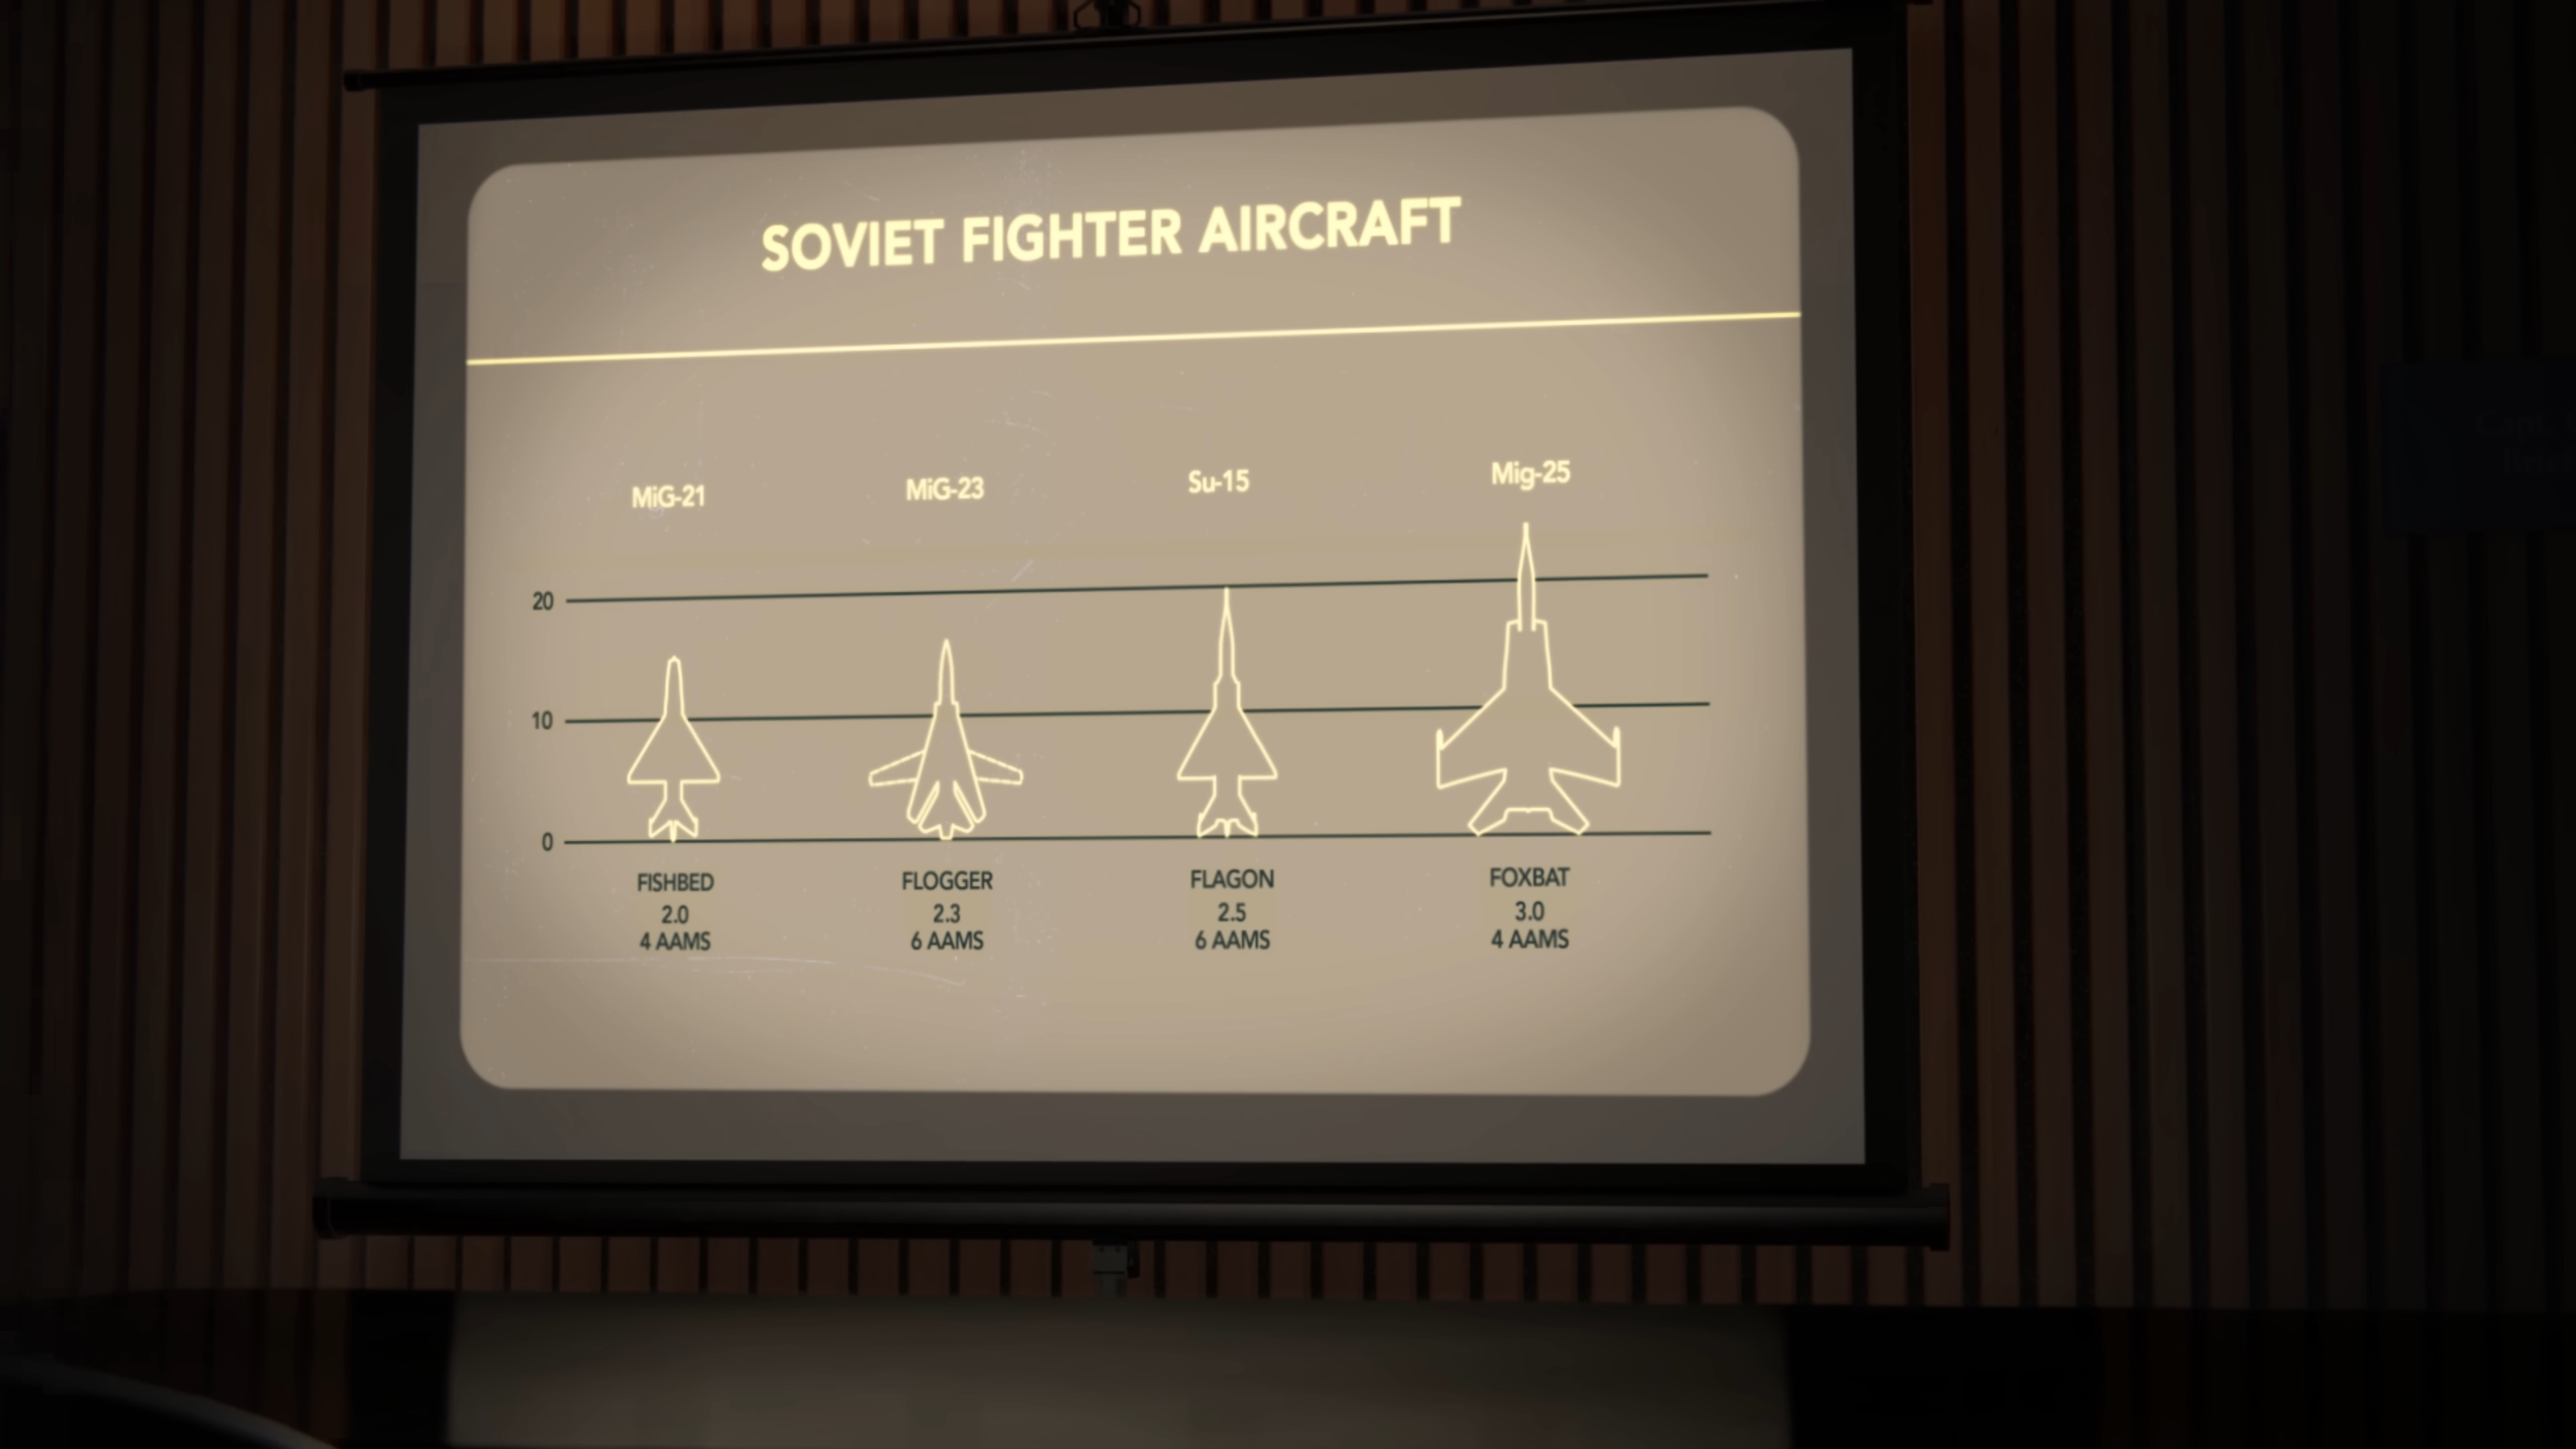 SOVIET FIGHTER AIRCRAFT
MiG-21 MiG-23 Su-15 Mig-25
20
10
0
FISHBED FLOGGER FLAGON FOXBAT
2.0 2.3 2.5 3.0
4 AAMS 6 AAMS 6 AAMS 4 AAMS